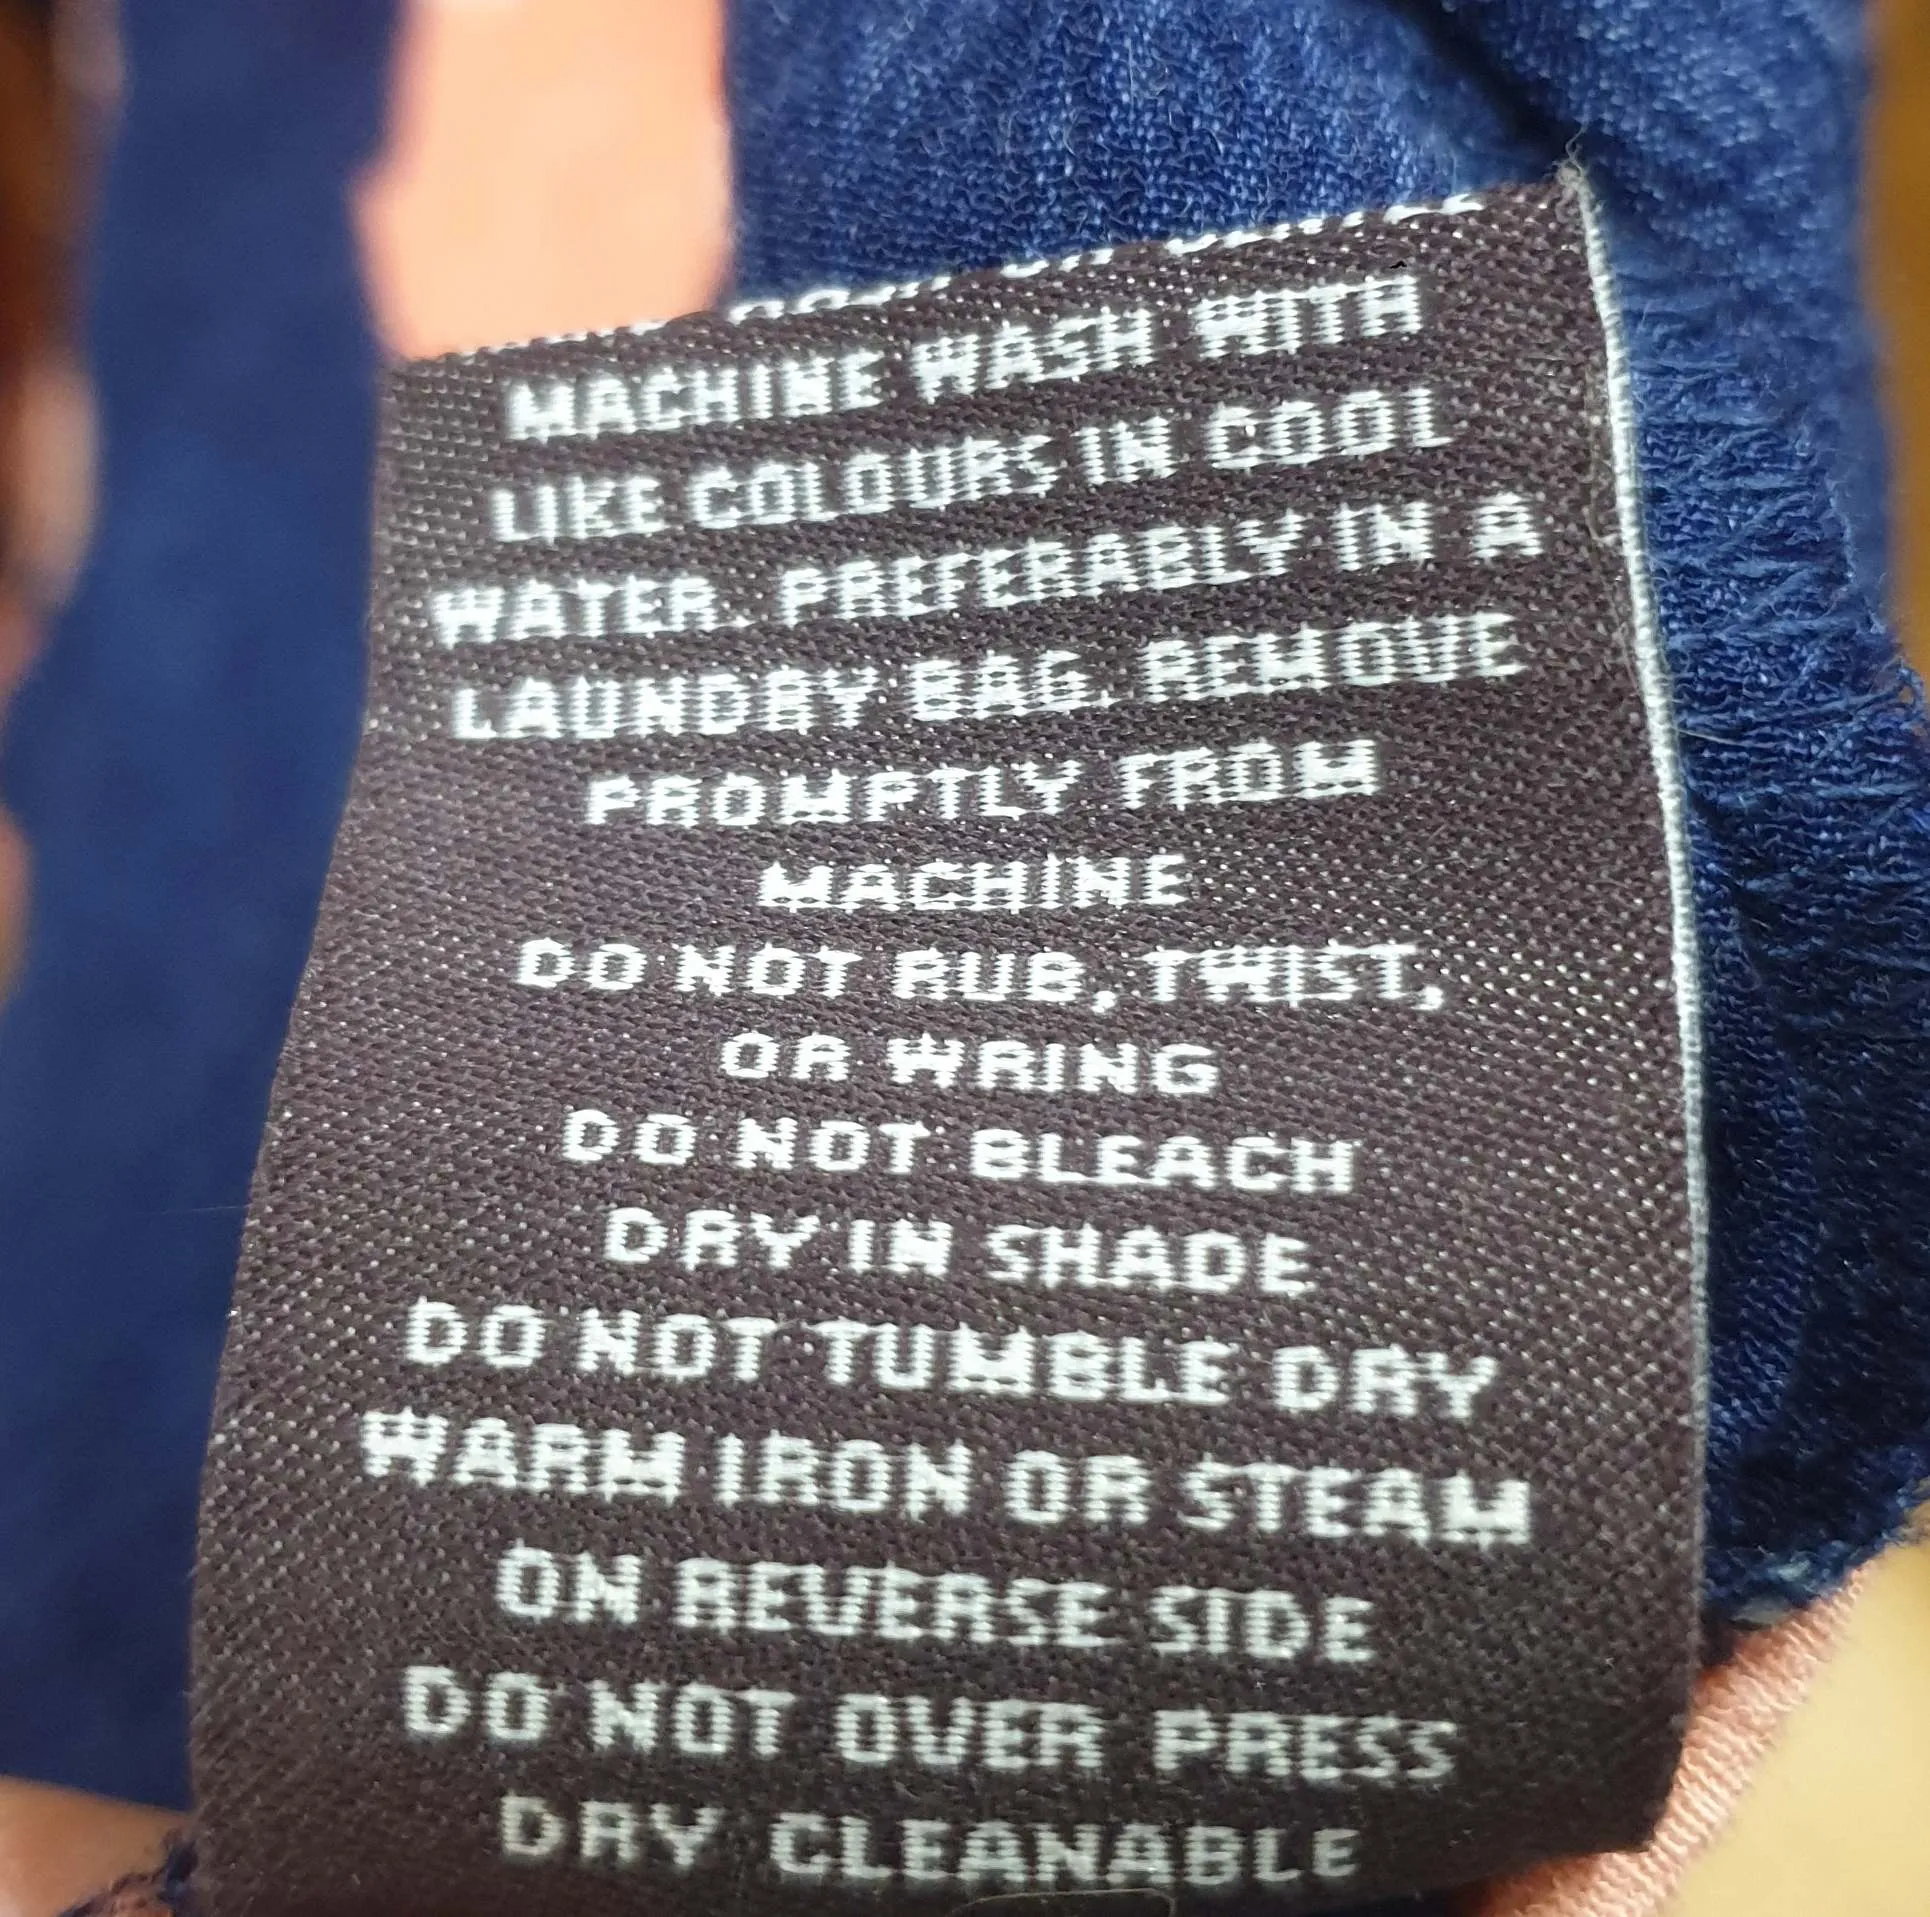 MACHINE WASH WITH
LIKE COLOURS IN COOL
WATER. PREFERABLY IN A
LAUNDRY BAG. REMOVE
PROMPTLY FROM
MACHINE
DO NOT RUB, TWIST,
OR WRING
DO NOT BLEACH
DRY IN SHADE
DO NOT TUMBLE DRY
WARM IRON OR STEAM
ON REVERSE SIDE
DO NOT OVER PRESS
DRY CLEANABLE